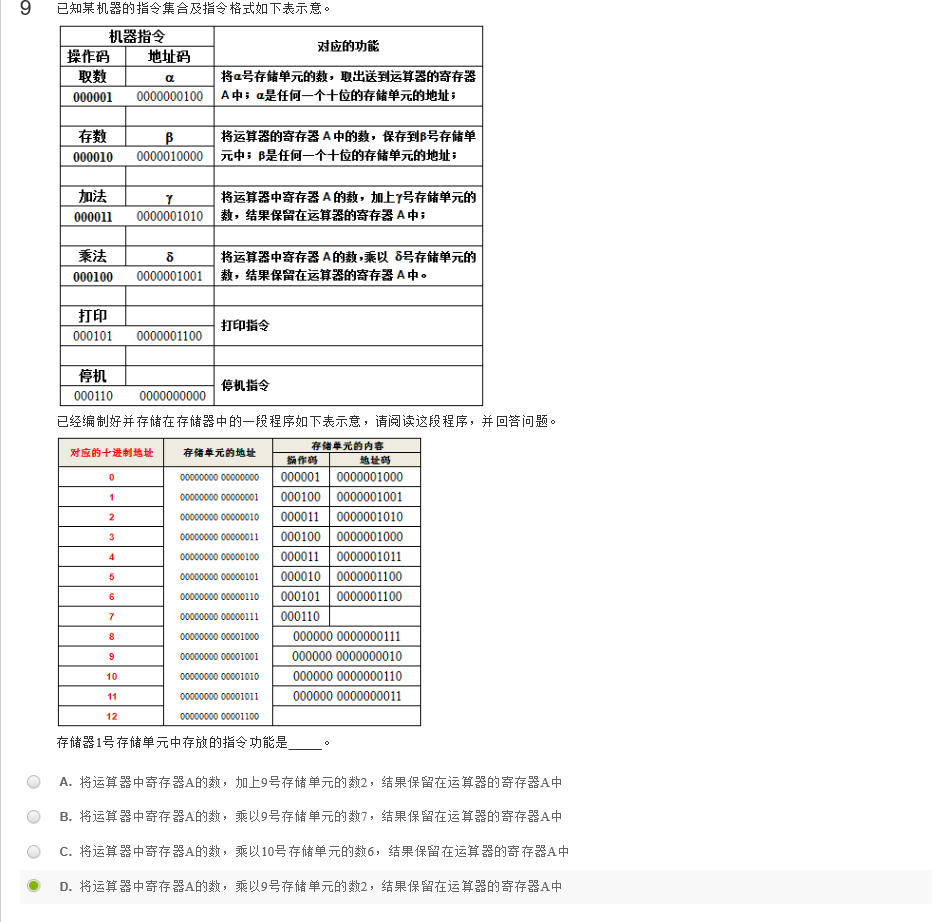 9 已知某机器的指令集合及指令格式如下表示意。
机器指令 对应的功能
操作码 地址码
取数 α 将α号存储单元的数，取出送到运算器的寄存器
000001 0000000100 A中；α是任何一个十位的存储单元的地址；
存数 β 将运算器的寄存器A中的数，保存到β号存储单
000010 0000010000 元中；β是任何一个十位的存储单元的地址；
加法 γ 将运算器中寄存器A的数，加上γ号存储单元的
000011 0000001010 数，结果保留在运算器的寄存器A中；
乘法 δ 将运算器中寄存器A的数,乘以 δ号存储单元的
000100 0000001001 数，结果保留在运算器的寄存器A中。
打印 打印指令
000101 0000001100
停机 停机指令
000110 0000000000
已经编制好并存储在存储器中的一段程序如下表示意，请阅读这段程序，并回答问题。
对应的十进制地址 存储单元的地址 存储单元的内容
操作码 地址码
0 00000000 00000000 000001 0000001000
1 00000000 00000001 000100 0000001001
2 00000000 00000010 000011 0000001010
3 00000000 00000011 000100 0000001000
4 00000000 00000100 000011 0000001011
5 00000000 00000101 000010 0000001100
6 00000000 00000110 000101 0000001100
7 00000000 00000111 000110
8 00000000 00001000 000000 0000000111
9 00000000 00001001 000000 0000000010
10 00000000 00001010 000000 0000000110
11 00000000 00001011 000000 0000000011
12 00000000 00001100
存储器1号存储单元中存放的指令功能是_____。
A. 将运算器中寄存器A的数，加上9号存储单元的数2，结果保留在运算器的寄存器A中
B. 将运算器中寄存器A的数，乘以9号存储单元的数7，结果保留在运算器的寄存器A中
C. 将运算器中寄存器A的数，乘以10号存储单元的数6，结果保留在运算器的寄存器A中
D. 将运算器中寄存器A的数，乘以9号存储单元的数2，结果保留在运算器的寄存器A中